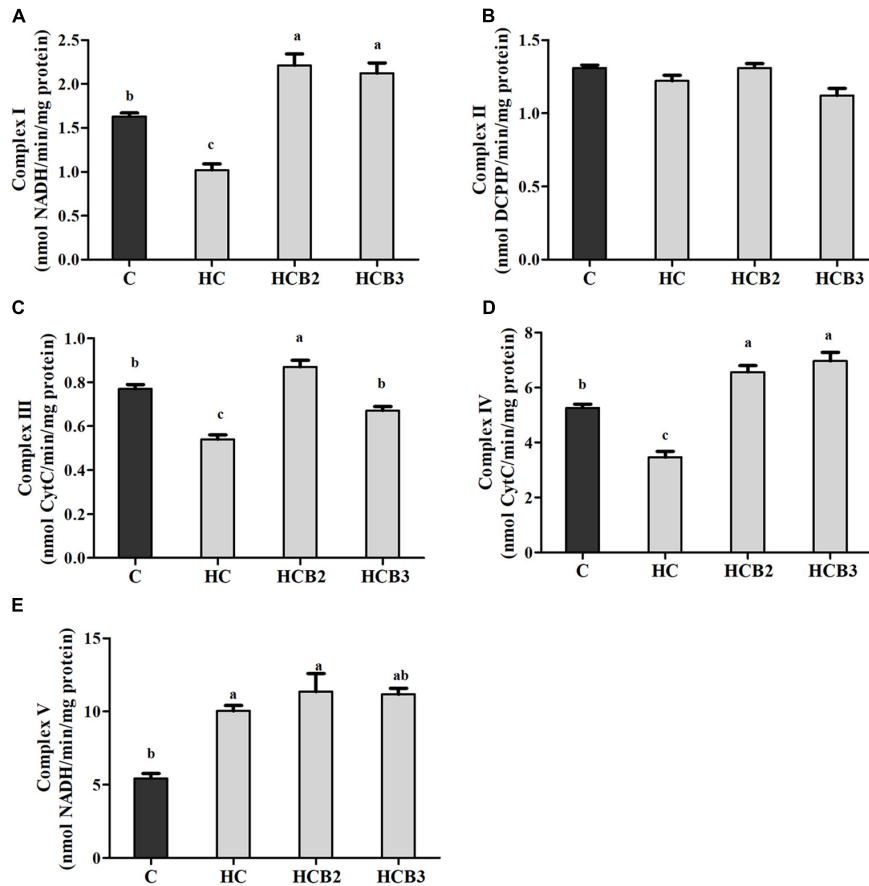 A
Complex I
(nmol NADH/min/mg protein)
2.5
2.0
1.5
1.0
0.5
0.0
b
c
a
a
C HC HCB2 HCB3
B
Complex II
(nmol DCPIP/min/mg protein)
1.5
1.0
0.5
0.0
C HC HCB2 HCB3
C
Complex III
(nmol CytC/min/mg protein)
1.0
0.8
0.6
0.4
0.2
0.0
b
c
a
b
C HC HCB2 HCB3
D
Complex IV
(nmol CytC/min/mg protein)
8
6
4
2
0
b
c
a
a
C HC HCB2 HCB3
E
Complex V
(nmol NADH/min/mg protein)
15
10
5
0
b
a
a
ab
C HC HCB2 HCB3